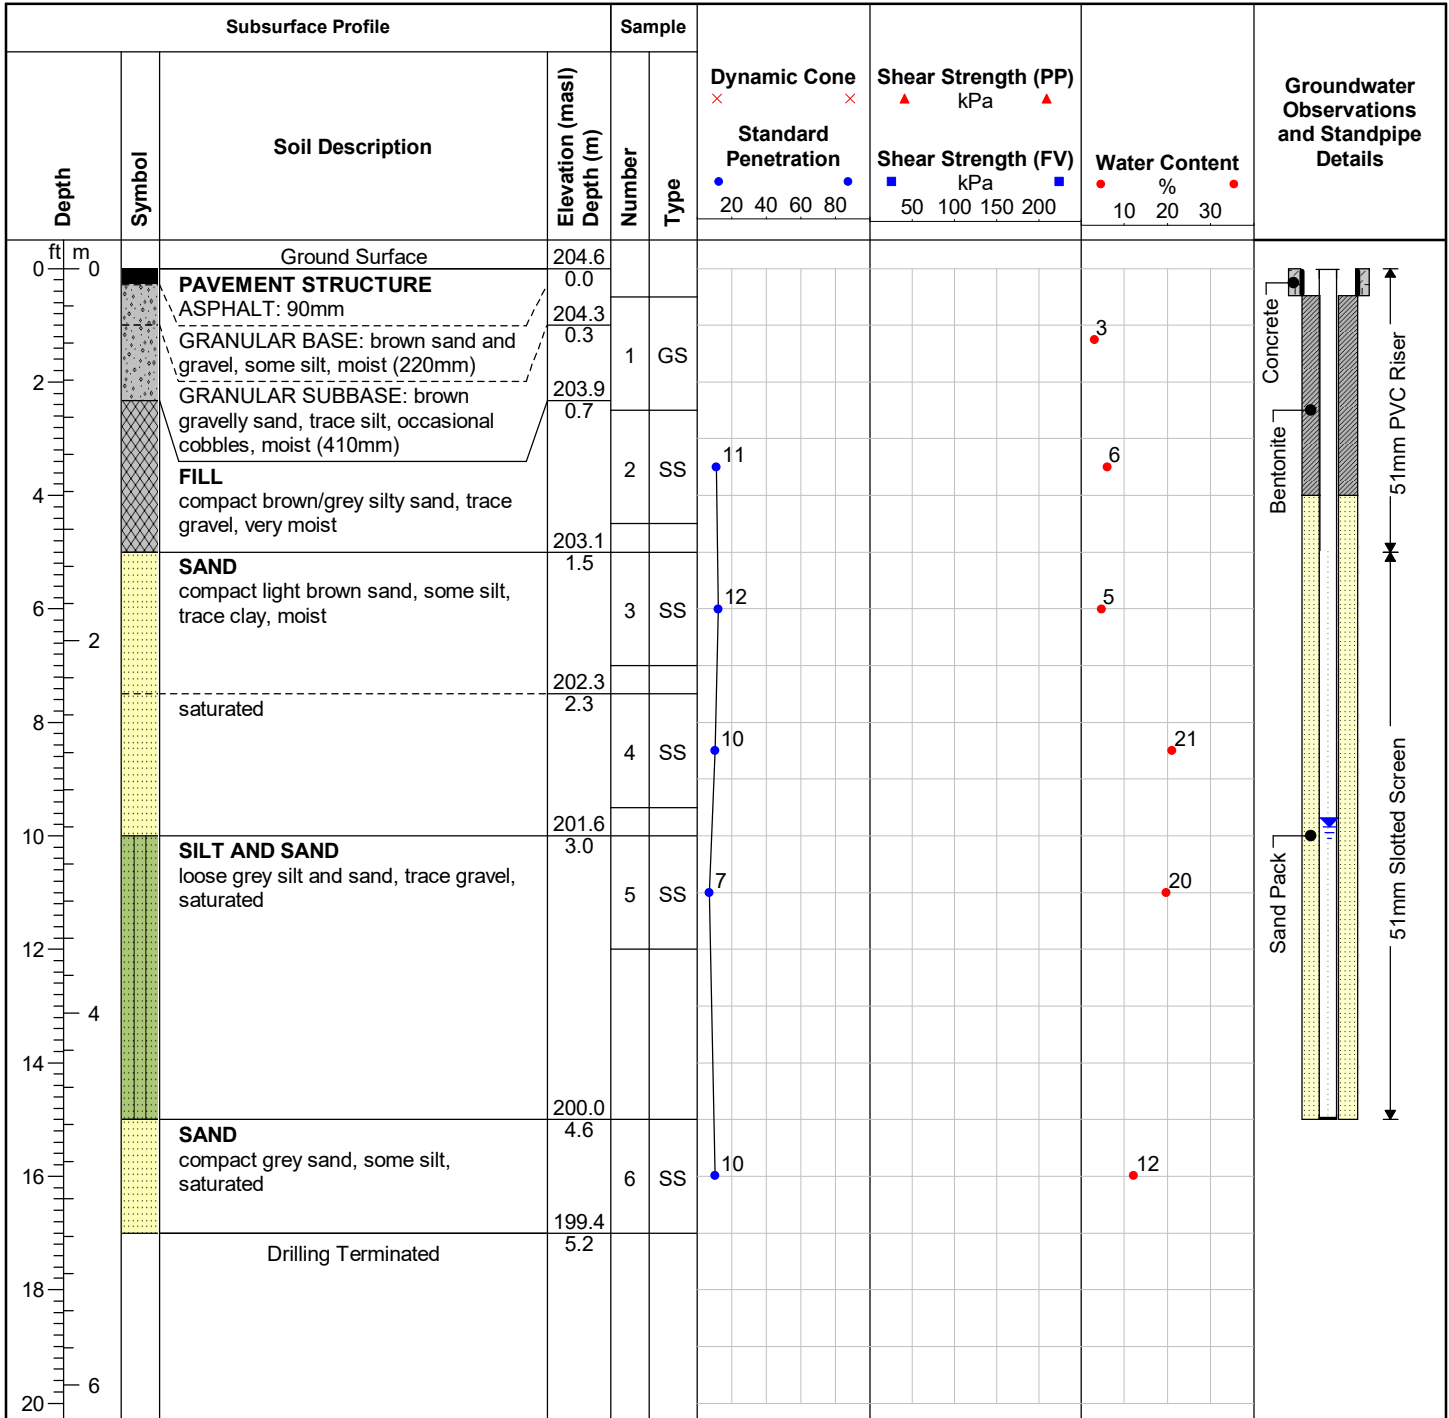 Subsurface Profile
Sample
Depth
Symbol
Soil Description
Elevation (masl)
Depth (m)
Number
Type
Dynamic Cone
Standard
Penetration
20 40 60 80
Shear Strength (PP)
kPa
Shear Strength (FV)
kPa
50 100 150 200
Water Content
%
10 20 30
Groundwater
Observations
and Standpipe
Details
ft m
0 0
2
4
6
2
8
10
12
4
14
16
18
6
20
Ground Surface
204.6
0.0
PAVEMENT STRUCTURE
ASPHALT: 90mm
204.3
0.3
GRANULAR BASE: brown sand and
gravel, some silt, moist (220mm)
203.9
0.7
GRANULAR SUBBASE: brown
gravelly sand, trace silt, occasional
cobbles, moist (410mm)
FILL
compact brown/grey silty sand, trace
gravel, very moist
203.1
1.5
SAND
compact light brown sand, some silt,
trace clay, moist
202.3
2.3
saturated
201.6
3.0
SILT AND SAND
loose grey silt and sand, trace gravel,
saturated
200.0
4.6
SAND
compact grey sand, some silt,
saturated
199.4
5.2
Drilling Terminated
1 GS
2 SS
3 SS
4 SS
5 SS
6 SS
11
12
10
7
10
3
6
5
21
20
12
Concrete
Bentonite
Sand Pack
51mm PVC Riser
51mm Slotted Screen